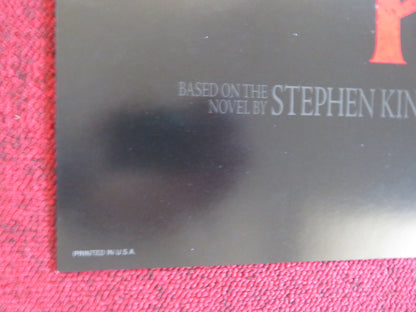 BASED ON THE
NOVEL BY STEPHEN KIN
PRINTED IN U.S.A.